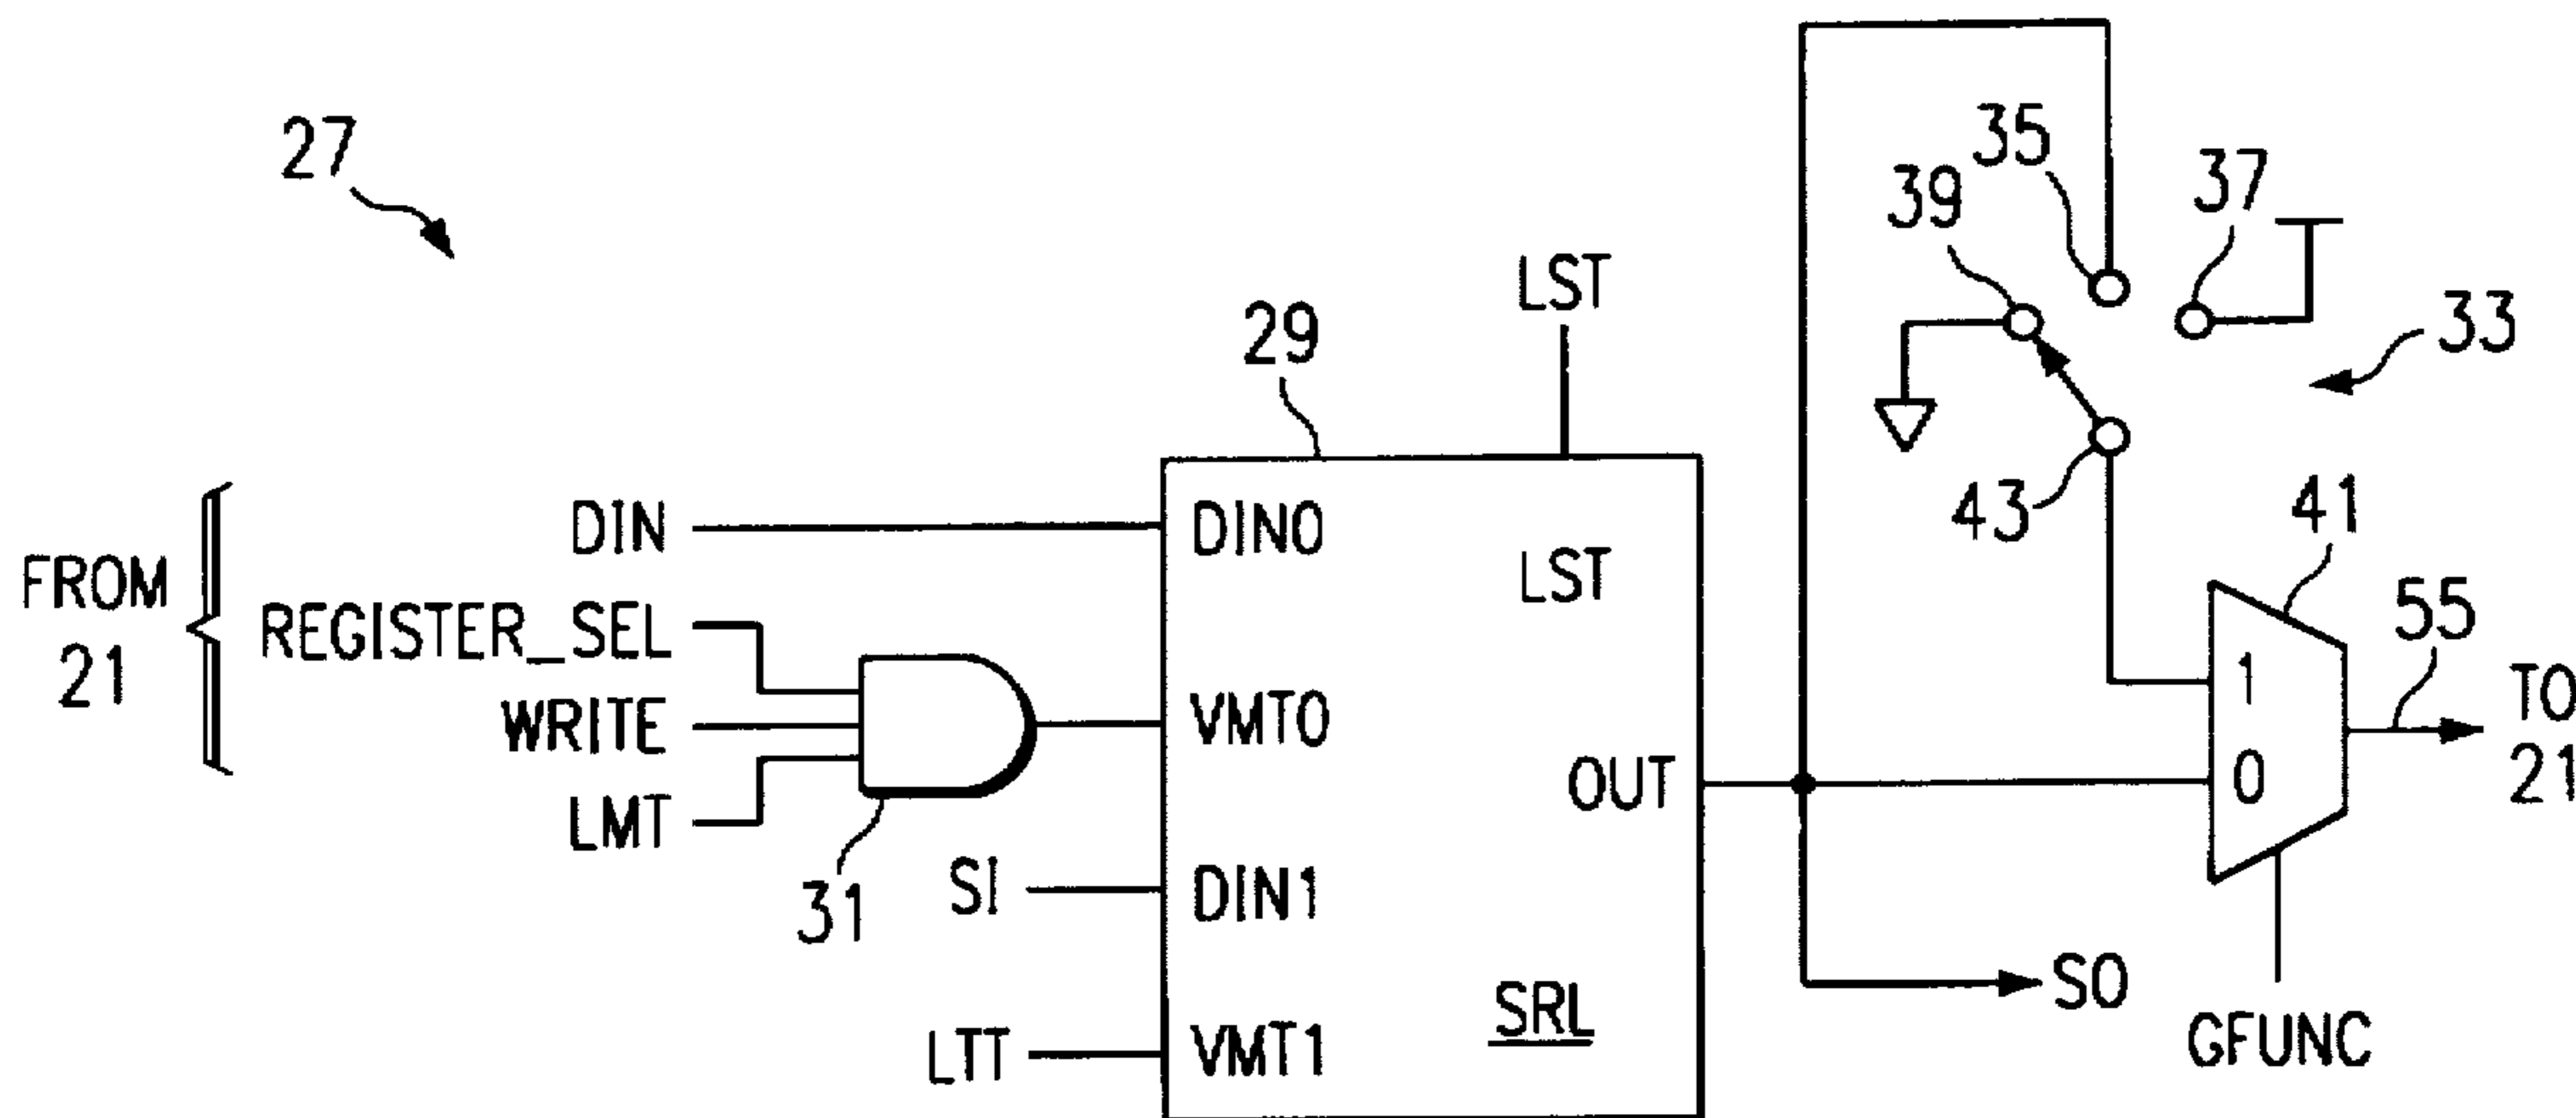 27
35
39
37
33
LST
29
43
41
55
FROM
21
DIN
REGISTER_SEL
WRITE
LMT
31
SI
LTT
DIN0
LST
VMT0
OUT
DIN1
SRL
VMT1
1
0
TO
21
SO
GFUNC